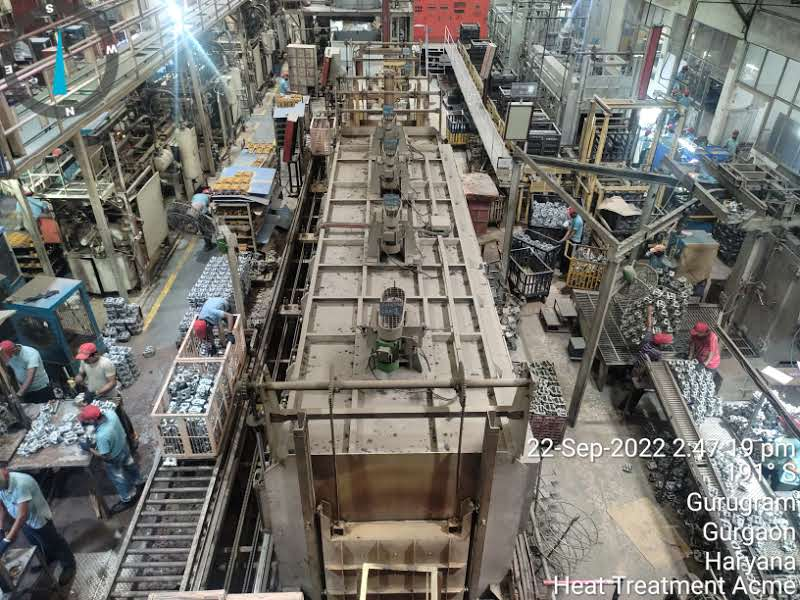 W
E
N
22-Sep-2022 2:47:19 pm
191° S
Gurugram
Gurgaon
Haryana
Heat Treatment Acme